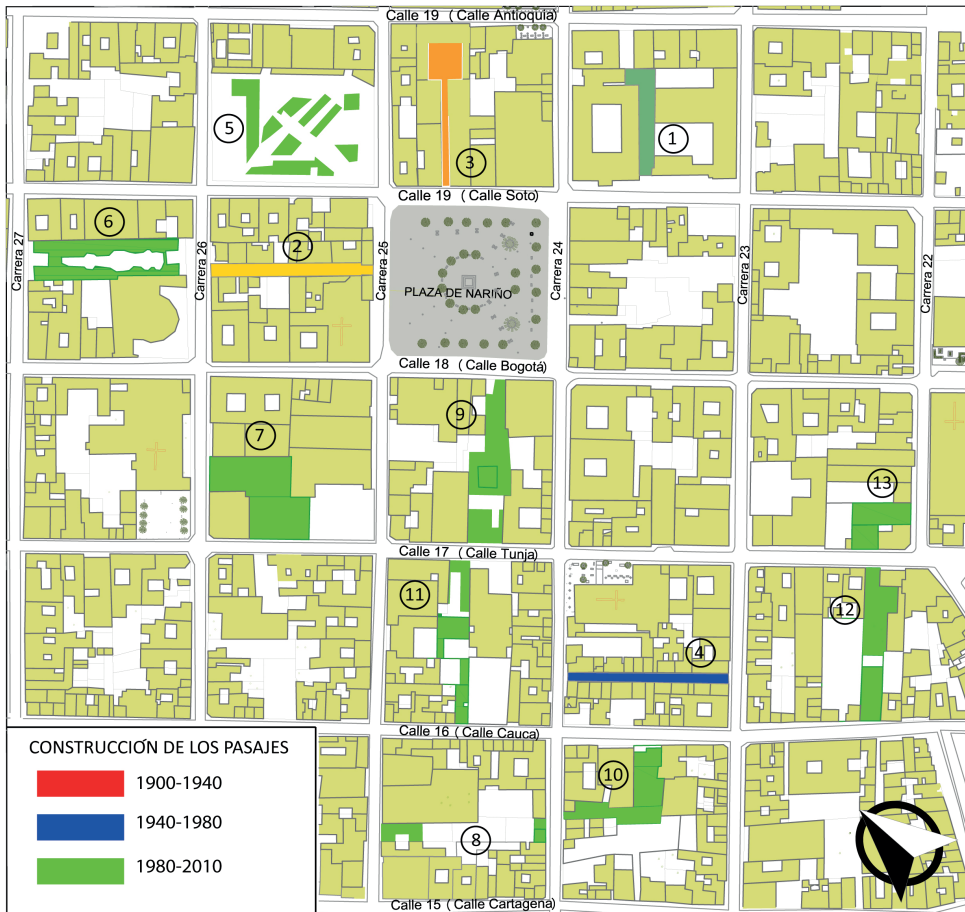 Calle 19 ( Calle Antioquia)
5
3
1
Calle 19 ( Calle Soto)
6
2
Carrera 27
Carrera 26
Carrera 25
PLAZA DE NARIÑO
Carrera 24
Carrera 23
Carrera 22
Calle 18 ( Calle Bogotá)
9
7
13
Calle 17 ( Calle Tunja)
11
12
4
Calle 16 ( Calle Cauca)
CONSTRUCCIÓN DE LOS PASAJES
1900-1940
1940-1980
1980-2010
10
8
Calle 15 ( Calle Cartagena)